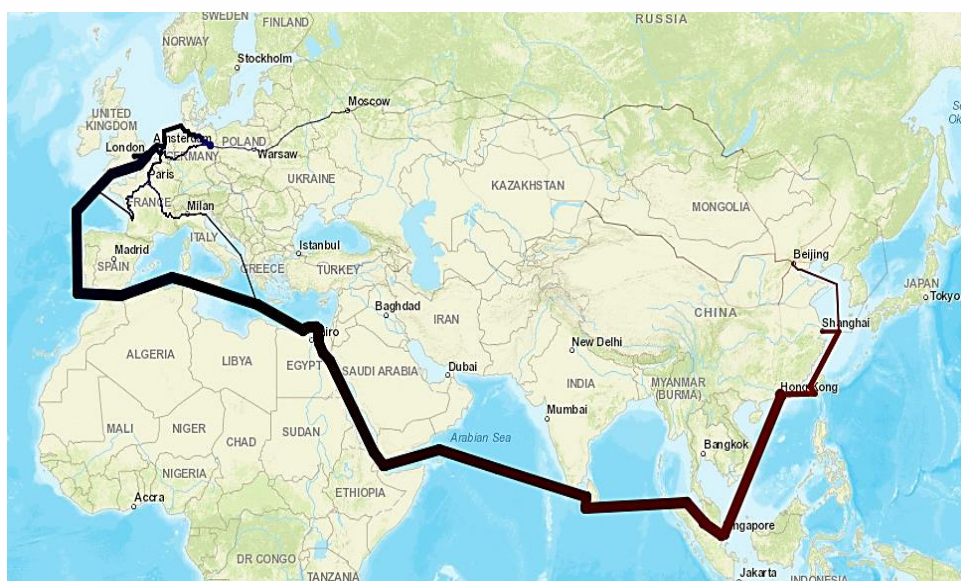 SWEDEN
FINLAND
RUSSIA
NORWAY
Stockholm
Moscow
UNITED
KINGDOM
Amsterdam
London
GERMANY
POLAND
Warsaw
Paris
UKRAINE
KAZAKHSTAN
MONGOLIA
FRANCE
Milan
ITALY
Madrid
SPAIN
Istanbul
GREECE
TURKEY
Beijing
JAPAN
Tokyo
Baghdad
IRAN
CHINA
Shanghai
ALGERIA
LIBYA
EGYPT
SAUDI ARABIA
Dubai
New Delhi
INDIA
MYANMAR
(BURMA)
Hong Kong
MALI
NIGER
CHAD
SUDAN
Mumbai
Arabian Sea
Bangkok
NIGERIA
Accra
ETHIOPIA
ngapore
DR CONGO
TANZANIA
Jakarta
INDONESIA